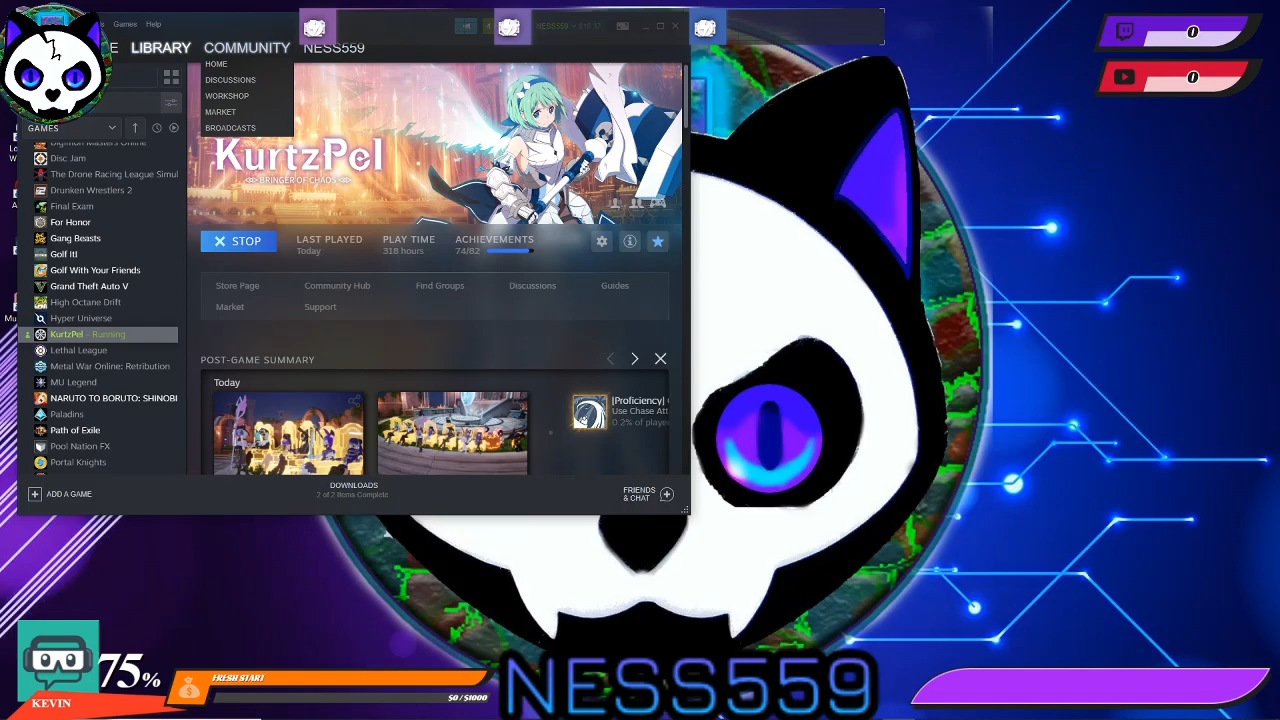 Games Help
NESS559
LIBRARY COMMUNITY NESS559
HOME
DISCUSSIONS
WORKSHOP
MARKET
BROADCASTS
GAMES
Digimon Masters Online
Disc Jam
The Drone Racing League Simul
Drunken Wrestlers 2
Final Exam
For Honor
Gang Beasts
Golf It!
Golf With Your Friends
Grand Theft Auto V
High Octane Drift
Hyper Universe
KurtzPel - Running
Lethal League
Metal War Online: Retribution
MU Legend
NARUTO TO BORUTO: SHINOBI
Paladins
Path of Exile
Pool Nation FX
Portal Knights
KurtzPel
BRINGER OF CHAOS
STOP
LAST PLAYED
Today
PLAY TIME
318 hours
ACHIEVEMENTS
74/82
Store Page Community Hub Find Groups Discussions Guides
Market Support
POST-GAME SUMMARY
Today
[Proficiency]
Use Chase Att
0.2% of player
ADD A GAME
DOWNLOADS
2 of 2 Items Complete
FRIENDS
& CHAT
0
0
75%
KEVIN
FRESH START
$0 / $1000
NESS559